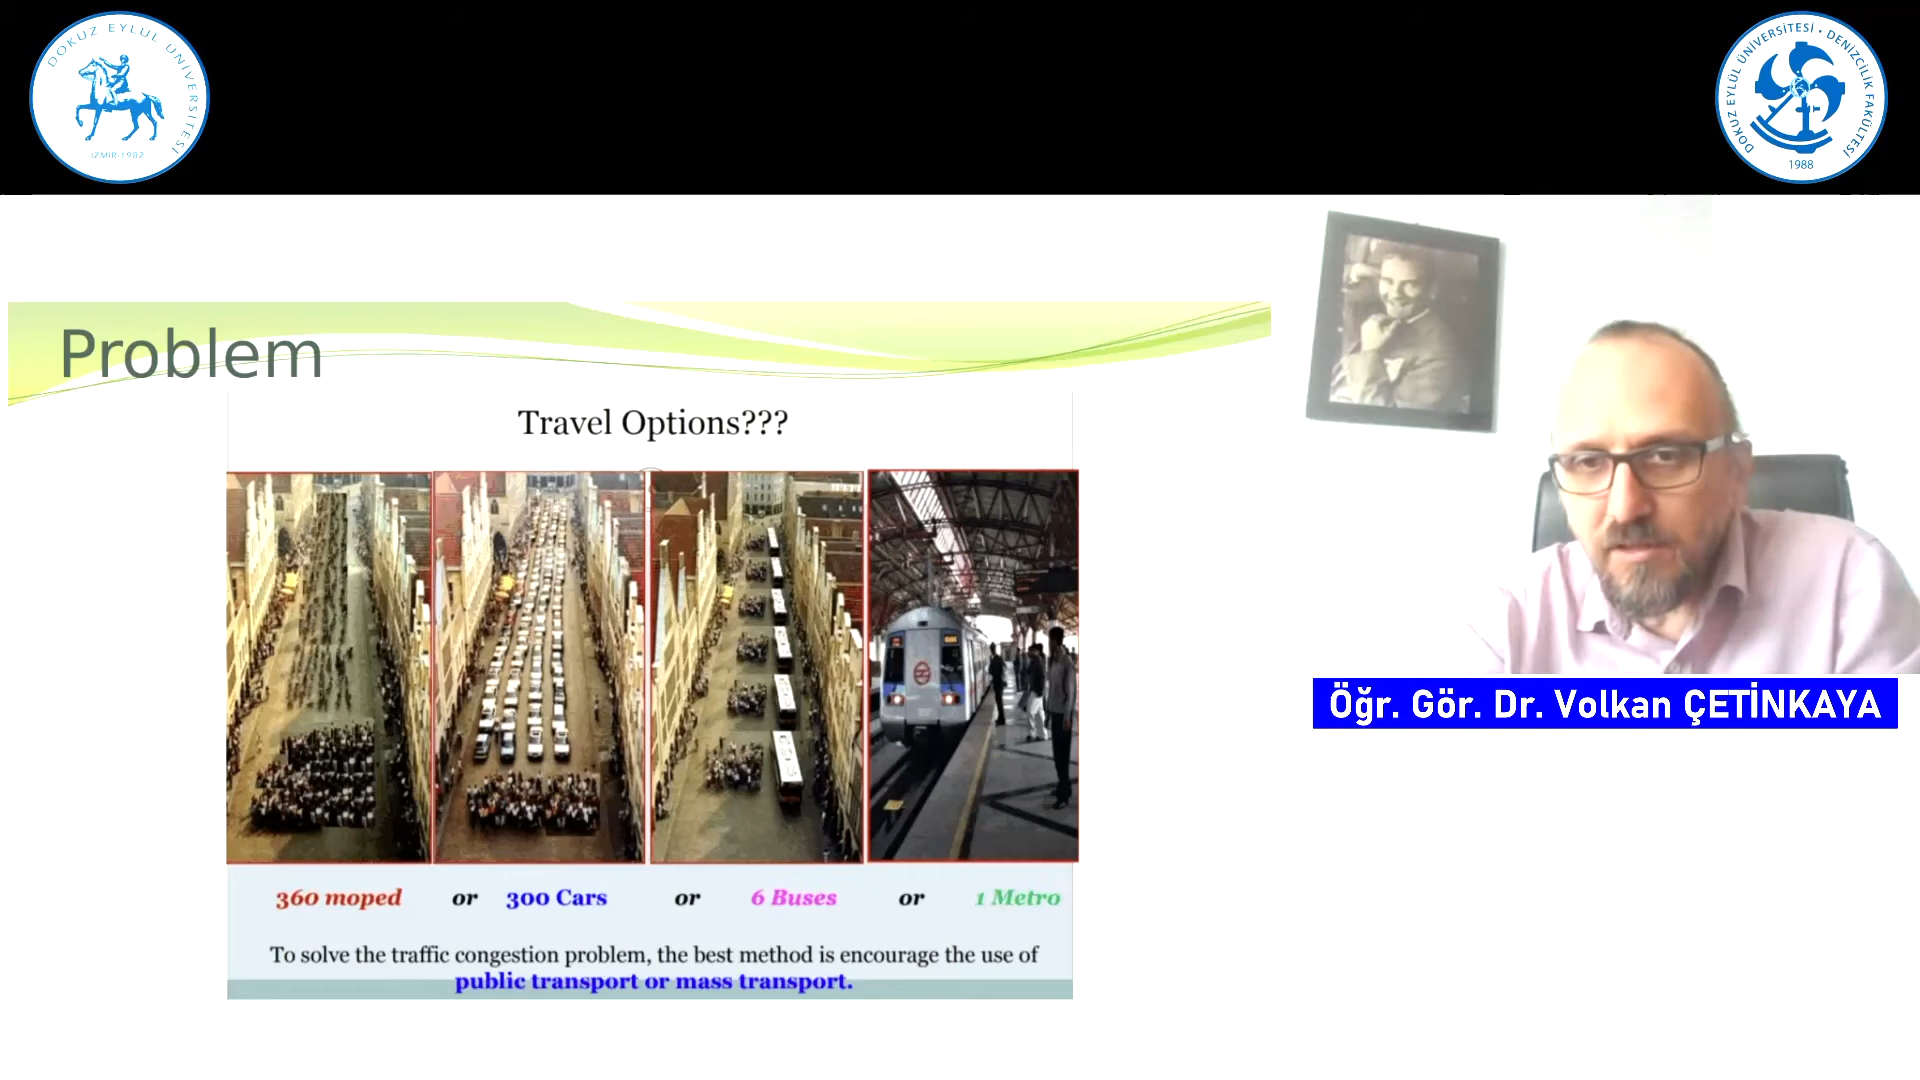 DOKUZ EYLÜL ÜNİVERSİTESİ
İZMİR-1982
DOKUZ EYLÜL ÜNİVERSİTESİ • DENİZCİLİK FAKÜLTESİ
1988
Problem
Travel Options???
360 moped or 300 Cars or 6 Buses or 1 Metro
To solve the traffic congestion problem, the best method is encourage the use of
public transport or mass transport.
Öğr. Gör. Dr. Volkan ÇETİNKAYA